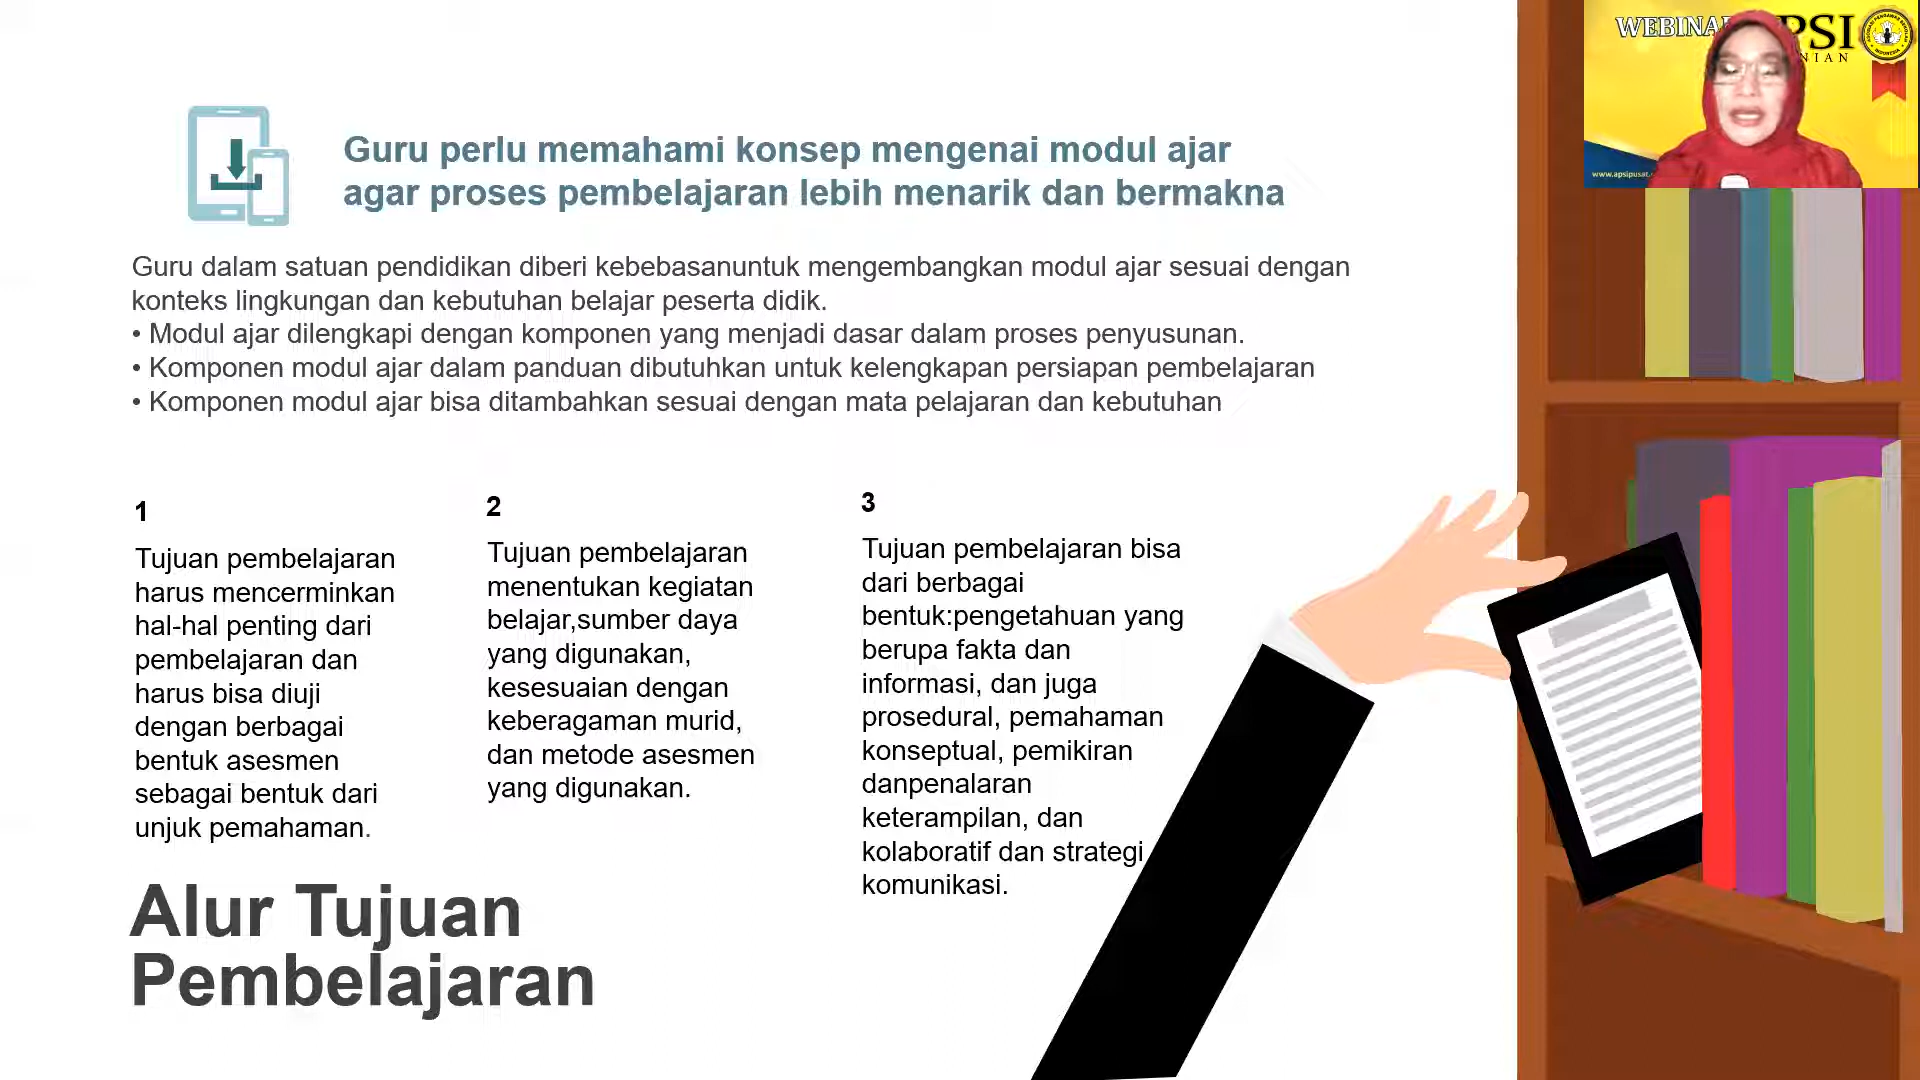 WEBINA
PSI
NIAN
www.apsipusat.
Guru perlu memahami konsep mengenai modul ajar
agar proses pembelajaran lebih menarik dan bermakna
Guru dalam satuan pendidikan diberi kebebasanuntuk mengembangkan modul ajar sesuai dengan
konteks lingkungan dan kebutuhan belajar peserta didik.
• Modul ajar dilengkapi dengan komponen yang menjadi dasar dalam proses penyusunan.
• Komponen modul ajar dalam panduan dibutuhkan untuk kelengkapan persiapan pembelajaran
• Komponen modul ajar bisa ditambahkan sesuai dengan mata pelajaran dan kebutuhan
1
Tujuan pembelajaran
harus mencerminkan
hal-hal penting dari
pembelajaran dan
harus bisa diuji
dengan berbagai
bentuk asesmen
sebagai bentuk dari
unjuk pemahaman.
2
Tujuan pembelajaran
menentukan kegiatan
belajar,sumber daya
yang digunakan,
kesesuaian dengan
keberagaman murid,
dan metode asesmen
yang digunakan.
3
Tujuan pembelajaran bisa
dari berbagai
bentuk:pengetahuan yang
berupa fakta dan
informasi, dan juga
prosedural, pemahaman
konseptual, pemikiran
danpenalaran
keterampilan, dan
kolaboratif dan strategi
komunikasi.
Alur Tujuan
Pembelajaran